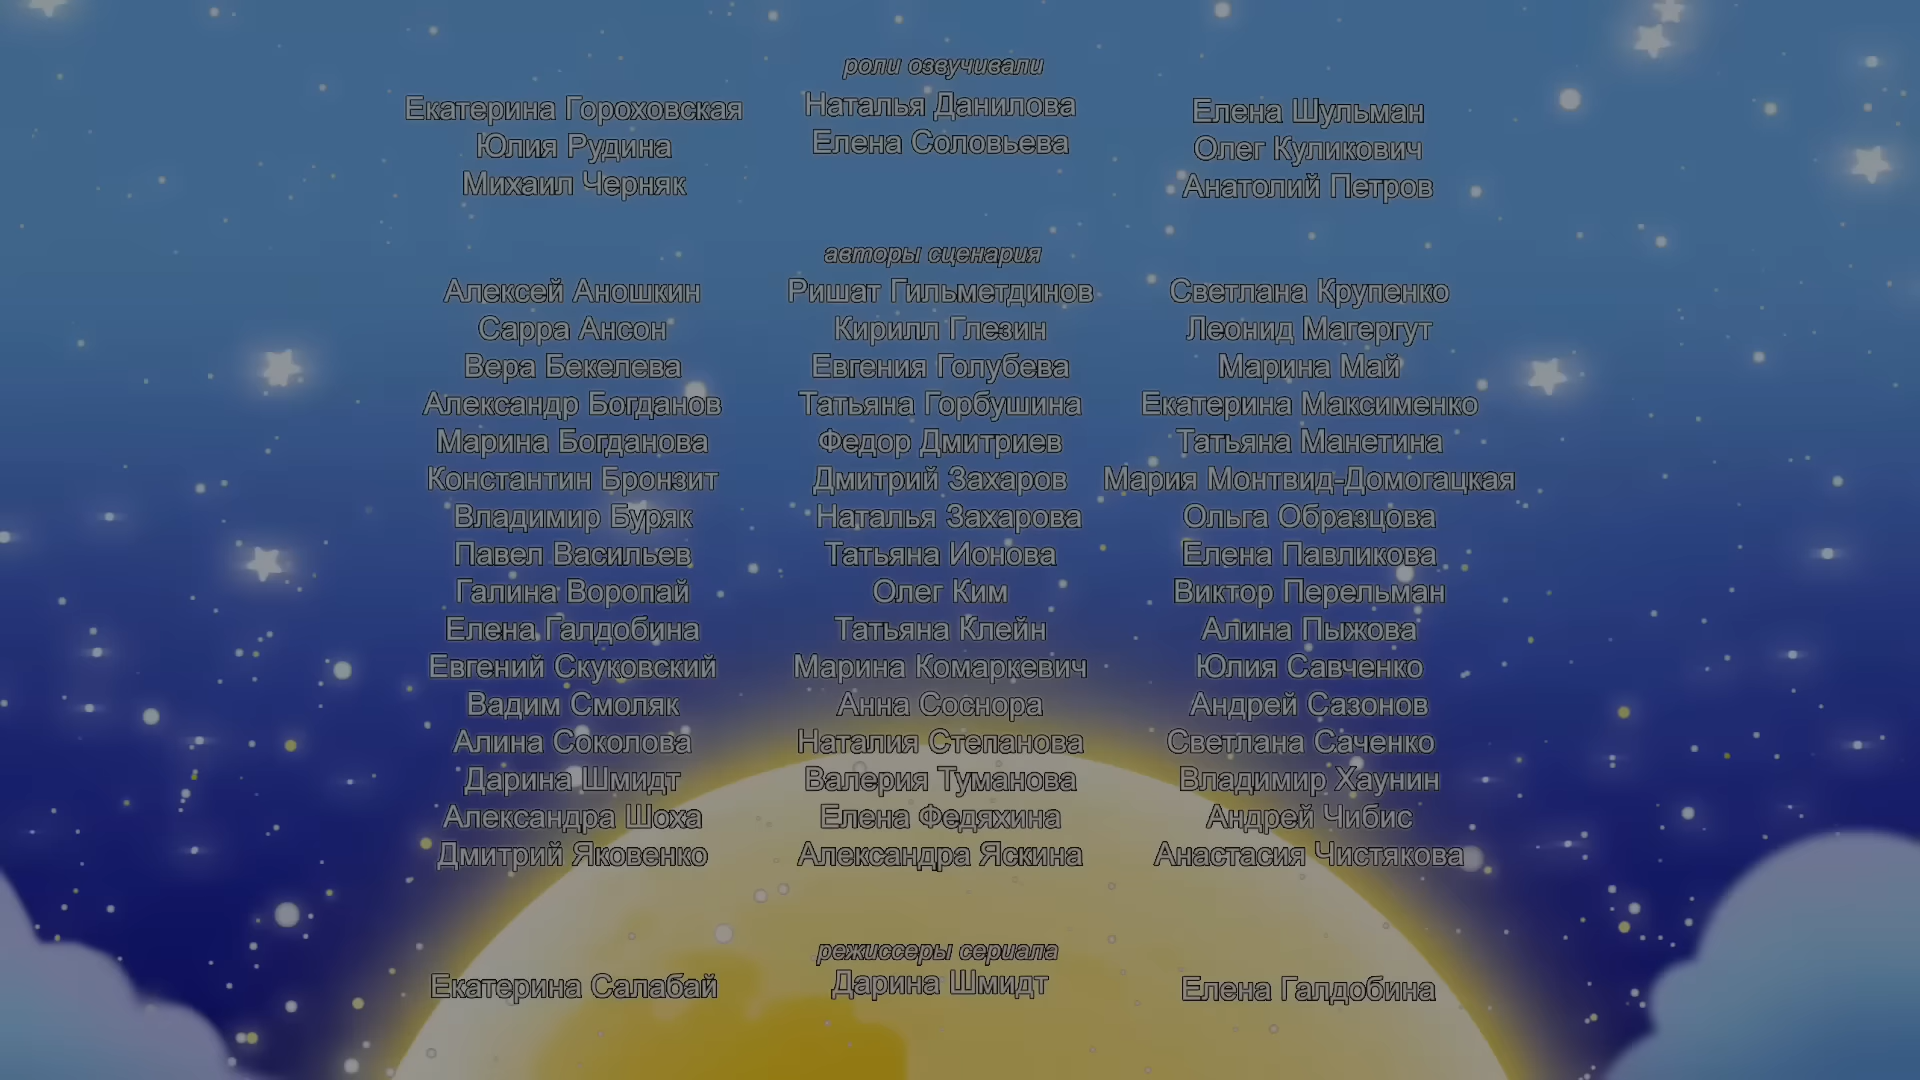 роли озвучивали
Екатерина Гороховская Наталья Данилова Елена Шульман
Юлия Рудина Елена Соловьева Олег Куликович
Михаил Черняк Анатолий Петров
авторы сценария
Алексей Аношкин Ришат Гильметдинов Светлана Крупенко
Сарра Ансон Кирилл Глезин Леонид Магергут
Вера Бекелева Евгения Голубева Марина Май
Александр Богданов Татьяна Горбушина Екатерина Максименко
Марина Богданова Федор Дмитриев Татьяна Манетина
Константин Бронзит Дмитрий Захаров Мария Монтвид-Домогацкая
Владимир Буряк Наталья Захарова Ольга Образцова
Павел Васильев Татьяна Ионова Елена Павликова
Галина Воропай Олег Ким Виктор Перельман
Елена Галдобина Татьяна Клейн Алина Пыжова
Евгений Скуковский Марина Комаркевич Юлия Савченко
Вадим Смоляк Анна Соснора Андрей Сазонов
Алина Соколова Наталия Степанова Светлана Саченко
Дарина Шмидт Валерия Туманова Владимир Хаунин
Александра Шоха Елена Федяхина Андрей Чибис
Дмитрий Яковенко Александра Яскина Анастасия Чистякова
режиссеры сериала
Екатерина Салабай Дарина Шмидт Елена Галдобина